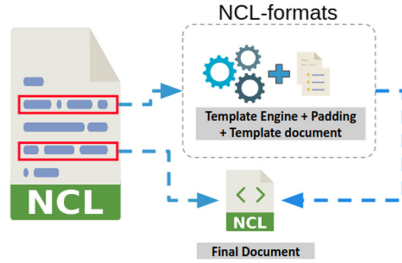 NCL-formats
Template Engine + Padding
+ Template document
NCL
< >
NCL
Final Document